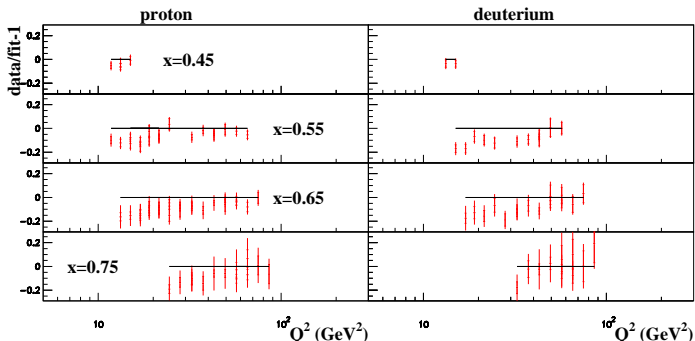 proton deuterium
data/fit-1
0.2
0
-0.2
x=0.45
0.2
0
-0.2
x=0.55
0.2
0
-0.2
x=0.65
0.2
0
-0.2
x=0.75
10 10² 10 10²
Q² (GeV²) Q² (GeV²)